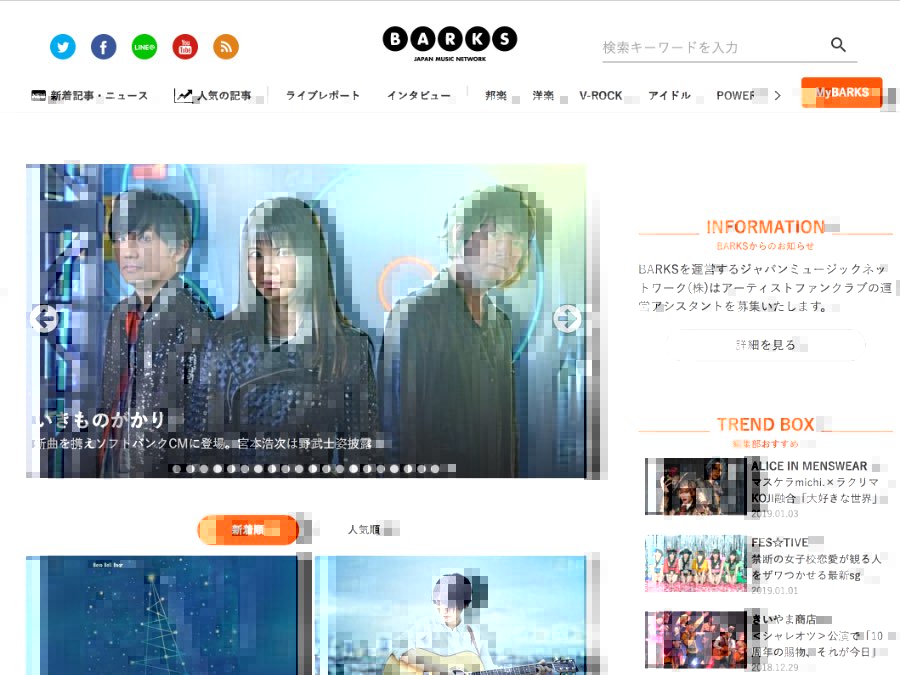 LINE@
You Tube
BARKS
JAPAN MUSIC NETWORK
検索キーワードを入力
新着記事・ニュース
人気の記事
ライブレポート
インタビュー
邦楽
洋楽
V-ROCK
アイドル
POWER
MyBARKS
INFORMATION
BARKSからのお知らせ
BARKSを運営するジャパンミュージックネッ
トワーク(株)はアーティストファンクラブの運
営アシスタントを募集いたします。
詳細を見る
いきものがかり
新曲を携えソフトバンクCMに登場。宮本浩次は野武士姿披露
新着順
人気順
TREND BOX
編集部おすすめ
ALICE IN MENSWEAR
マスケラmichi.×ラクリマ
KOJI融合「大好きな世界」
2019.01.03
FES☆TIVE
禁断の女子校恋愛が観る人
をザワつかせる最新sg
2019.01.01
きいやま商店
＜シャレオツ＞公演で「10
周年の賜物、それが今日」
2018.12.29